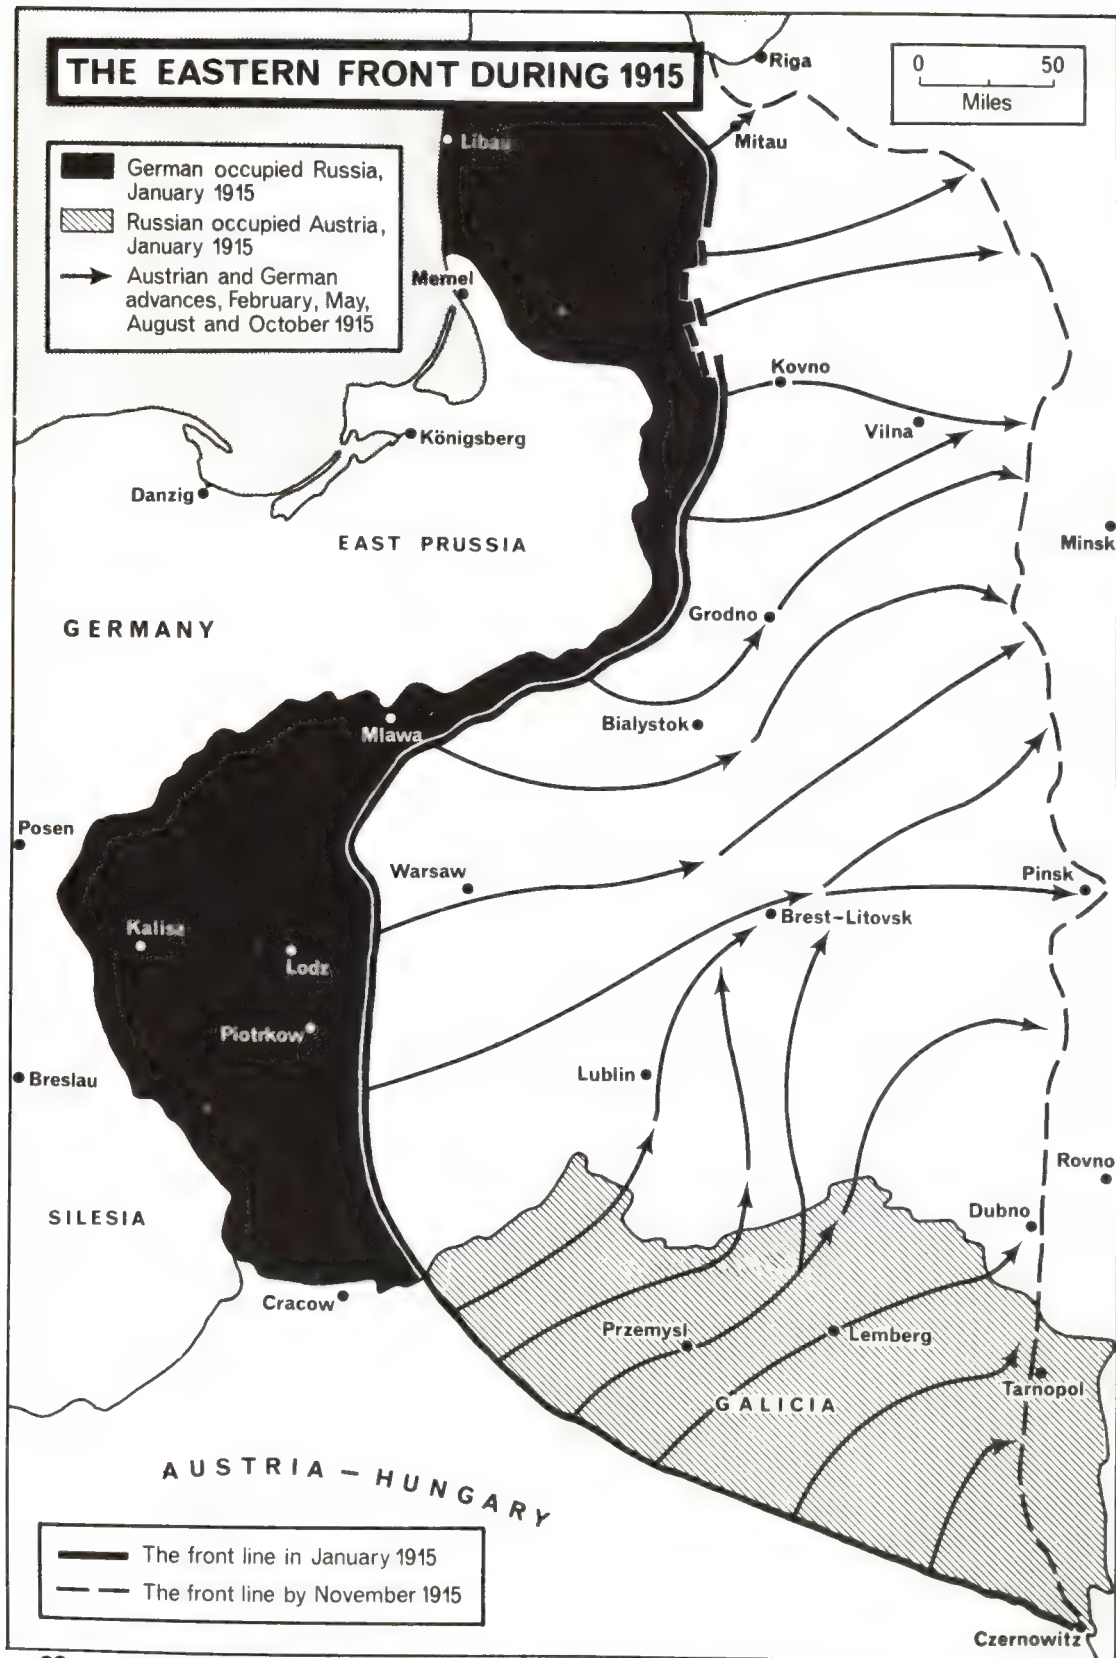 THE EASTERN FRONT DURING 1915
0 50
Miles
German occupied Russia,
January 1915
Russian occupied Austria,
January 1915
Austrian and German
advances, February, May,
August and October 1915
Riga
Mitau
Libau
Memel
Kovno
Vilna
Königsberg
Danzig
EAST PRUSSIA
Minsk
GERMANY
Grodno
Bialystok
Mlawa
Posen
Warsaw
Pinsk
Brest-Litovsk
Kalisz
Lodz
Piotrkow
Breslau
Lublin
Rovno
SILESIA
Dubno
Cracow
Przemysl
Lemberg
Tarnopol
GALICIA
AUSTRIA-HUNGARY
The front line in January 1915
The front line by November 1915
Czernowitz